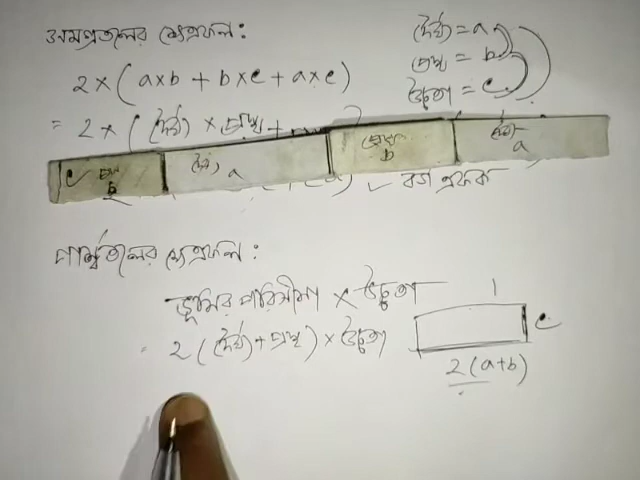 সমগ্রতলের ক্ষেত্রফল:
2 × (a×b + b×c + a×c)
= 2 × (দৈর্ঘ্য × প্রস্থ +
দৈর্ঘ্য = a
প্রস্থ = b
উচ্চতা = c
c প্রস্থ b
দৈর্ঘ্য a
প্রস্থ b
দৈর্ঘ্য a
বর্গ একক
পার্শ্বতলের ক্ষেত্রফল:
ভূমির পরিসীমা × উচ্চতা
2 (দৈর্ঘ্য + প্রস্থ) × উচ্চতা
c
2(a+b)